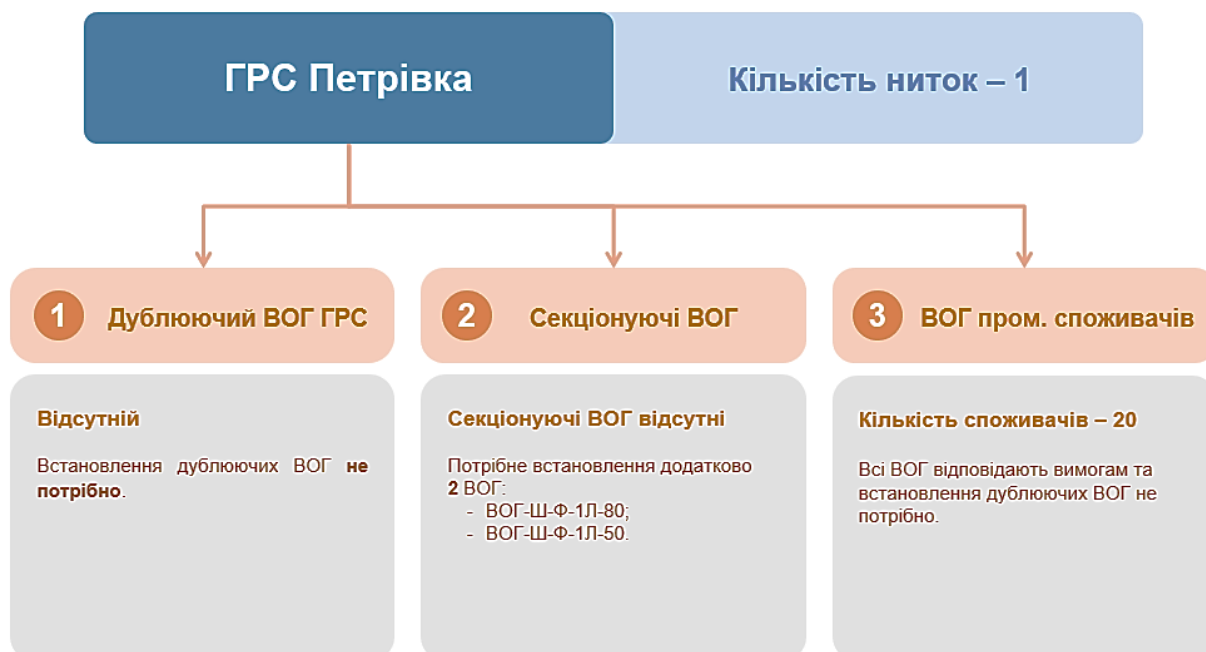 ГРС Петрівка
Кількість ниток – 1
1 Дублюючий ВОГ ГРС
Відсутній
Встановлення дублюючих ВОГ не
потрібно.
2 Секціонуючі ВОГ
Секціонуючі ВОГ відсутні
Потрібне встановлення додатково
2 ВОГ:
- ВОГ-Ш-Ф-1Л-80;
- ВОГ-Ш-Ф-1Л-50.
3 ВОГ пром. споживачів
Кількість споживачів – 20
Всі ВОГ відповідають вимогам та
встановлення дублюючих ВОГ не
потрібно.